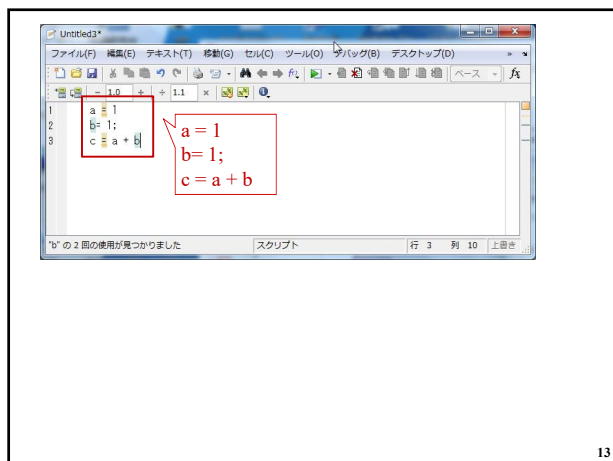 Untitled3*
ファイル(F) 編集(E) テキスト(T) 移動(G) セル(C) ツール(O) デバッグ(B) デスクトップ(D)
ベース
fx
- 1.0 + ÷ 1.1 ×
1 a = 1
2 b= 1;
3 c = a + b
a = 1
b= 1;
c = a + b
"b" の 2 回の使用が見つかりました スクリプト 行 3 列 10 上書き
13